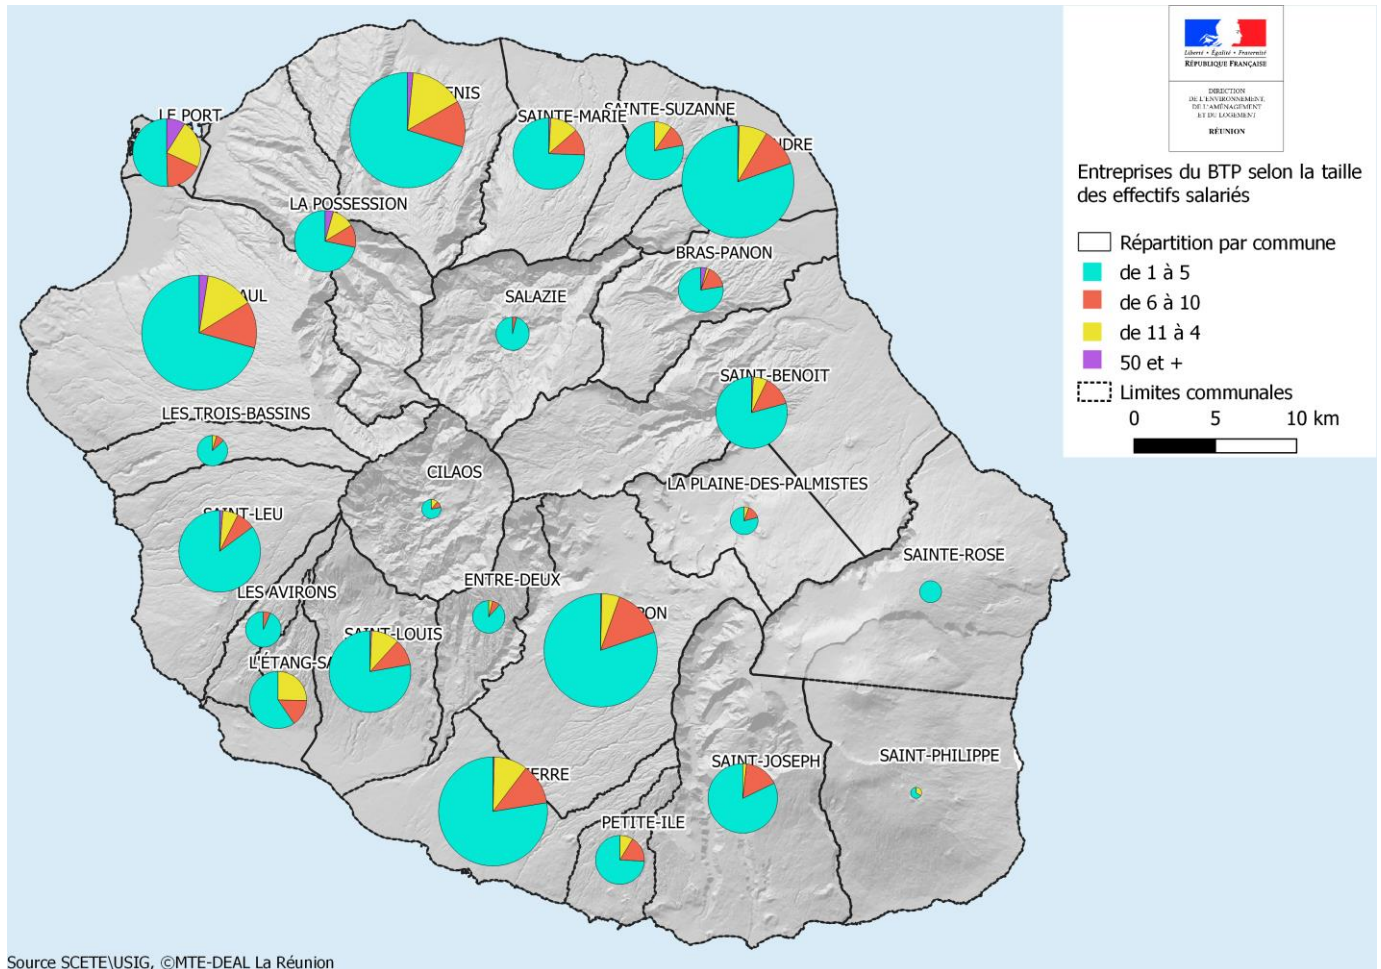 LE PORT
ENIS
SAINTE-MARIE
SAINTE-SUZANNE
DRE
LA POSSESSION
BRAS-PANON
AUL
SALAZIE
SAINT-BENOIT
LES TROIS-BASSINS
CILAOS
LA PLAINE-DES-PALMISTES
SAINT-LEU
SAINTE-ROSE
LES AVIRONS
ENTRE-DEUX
PON
SAINT-LOUIS
L'ÉTANG-SA
SAINT-PHILIPPE
SAINT-JOSEPH
ERRE
PETITE-ILE
Liberté • Égalité • Fraternité
RÉPUBLIQUE FRANÇAISE
DIRECTION
DE L'ENVIRONNEMENT,
DE L'AMÉNAGEMENT
ET DU LOGEMENT
RÉUNION
Entreprises du BTP selon la taille
des effectifs salariés
Répartition par commune
de 1 à 5
de 6 à 10
de 11 à 4
50 et +
Limites communales
0 5 10 km
Source SCETE\USIG, ©MTE-DEAL La Réunion